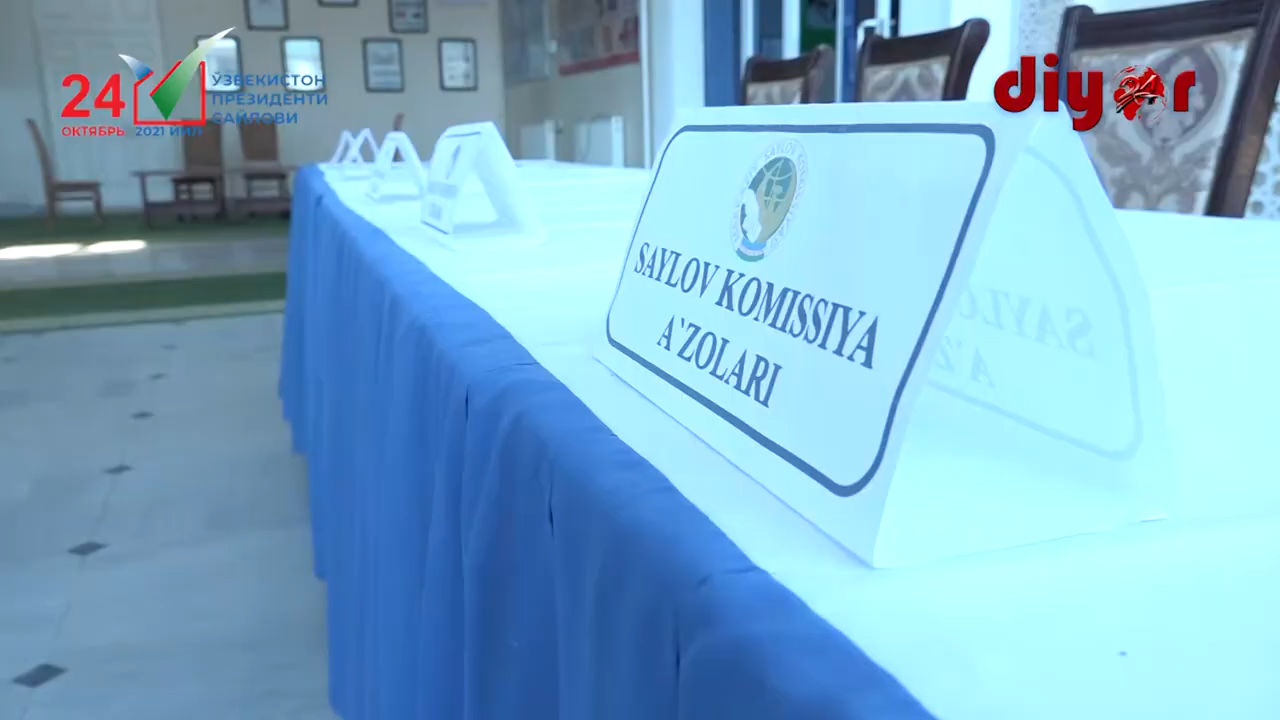 24
ОКТЯБРЬ
2021 ЙИЛ
ЎЗБЕКИСТОН
ПРЕЗИДЕНТИ
САЙЛОВИ
diyor
SAYLOV KOMISSIYA
A`ZOLARI